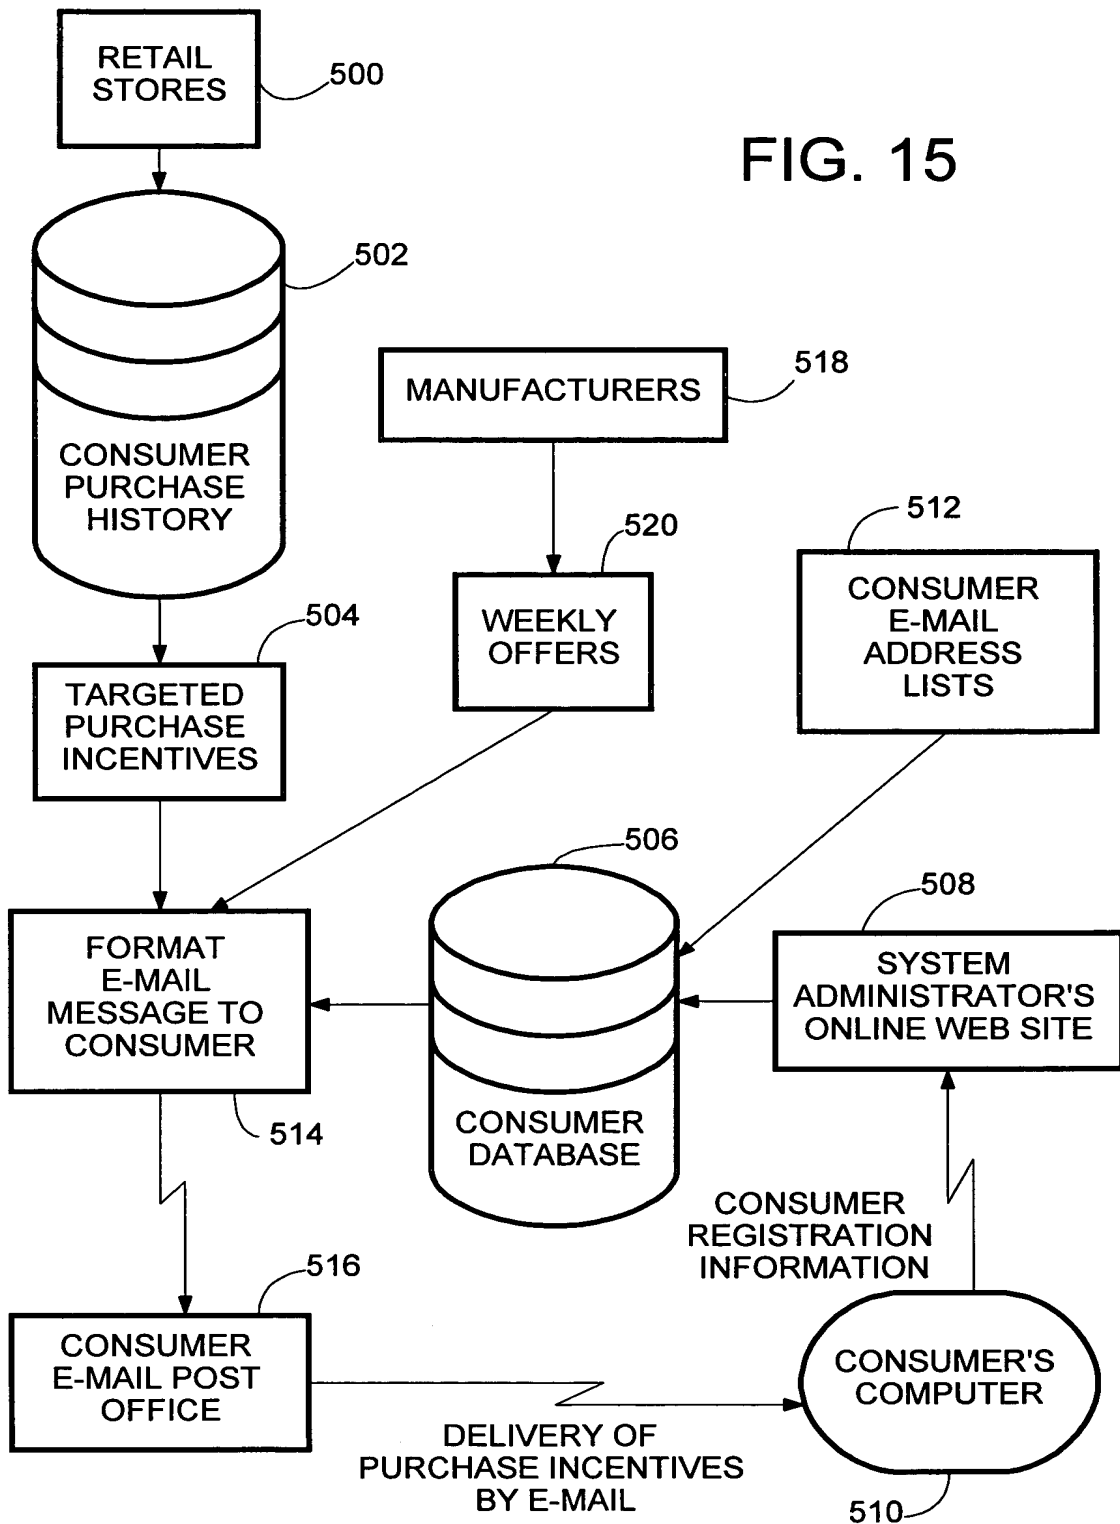 RETAIL
STORES
500
FIG. 15
502
CONSUMER
PURCHASE
HISTORY
MANUFACTURERS
518
520
WEEKLY
OFFERS
512
CONSUMER
E-MAIL
ADDRESS
LISTS
504
TARGETED
PURCHASE
INCENTIVES
506
CONSUMER
DATABASE
508
SYSTEM
ADMINISTRATOR'S
ONLINE WEB SITE
FORMAT
E-MAIL
MESSAGE TO
CONSUMER
514
CONSUMER
REGISTRATION
INFORMATION
516
CONSUMER
E-MAIL POST
OFFICE
DELIVERY OF
PURCHASE INCENTIVES
BY E-MAIL
CONSUMER'S
COMPUTER
510